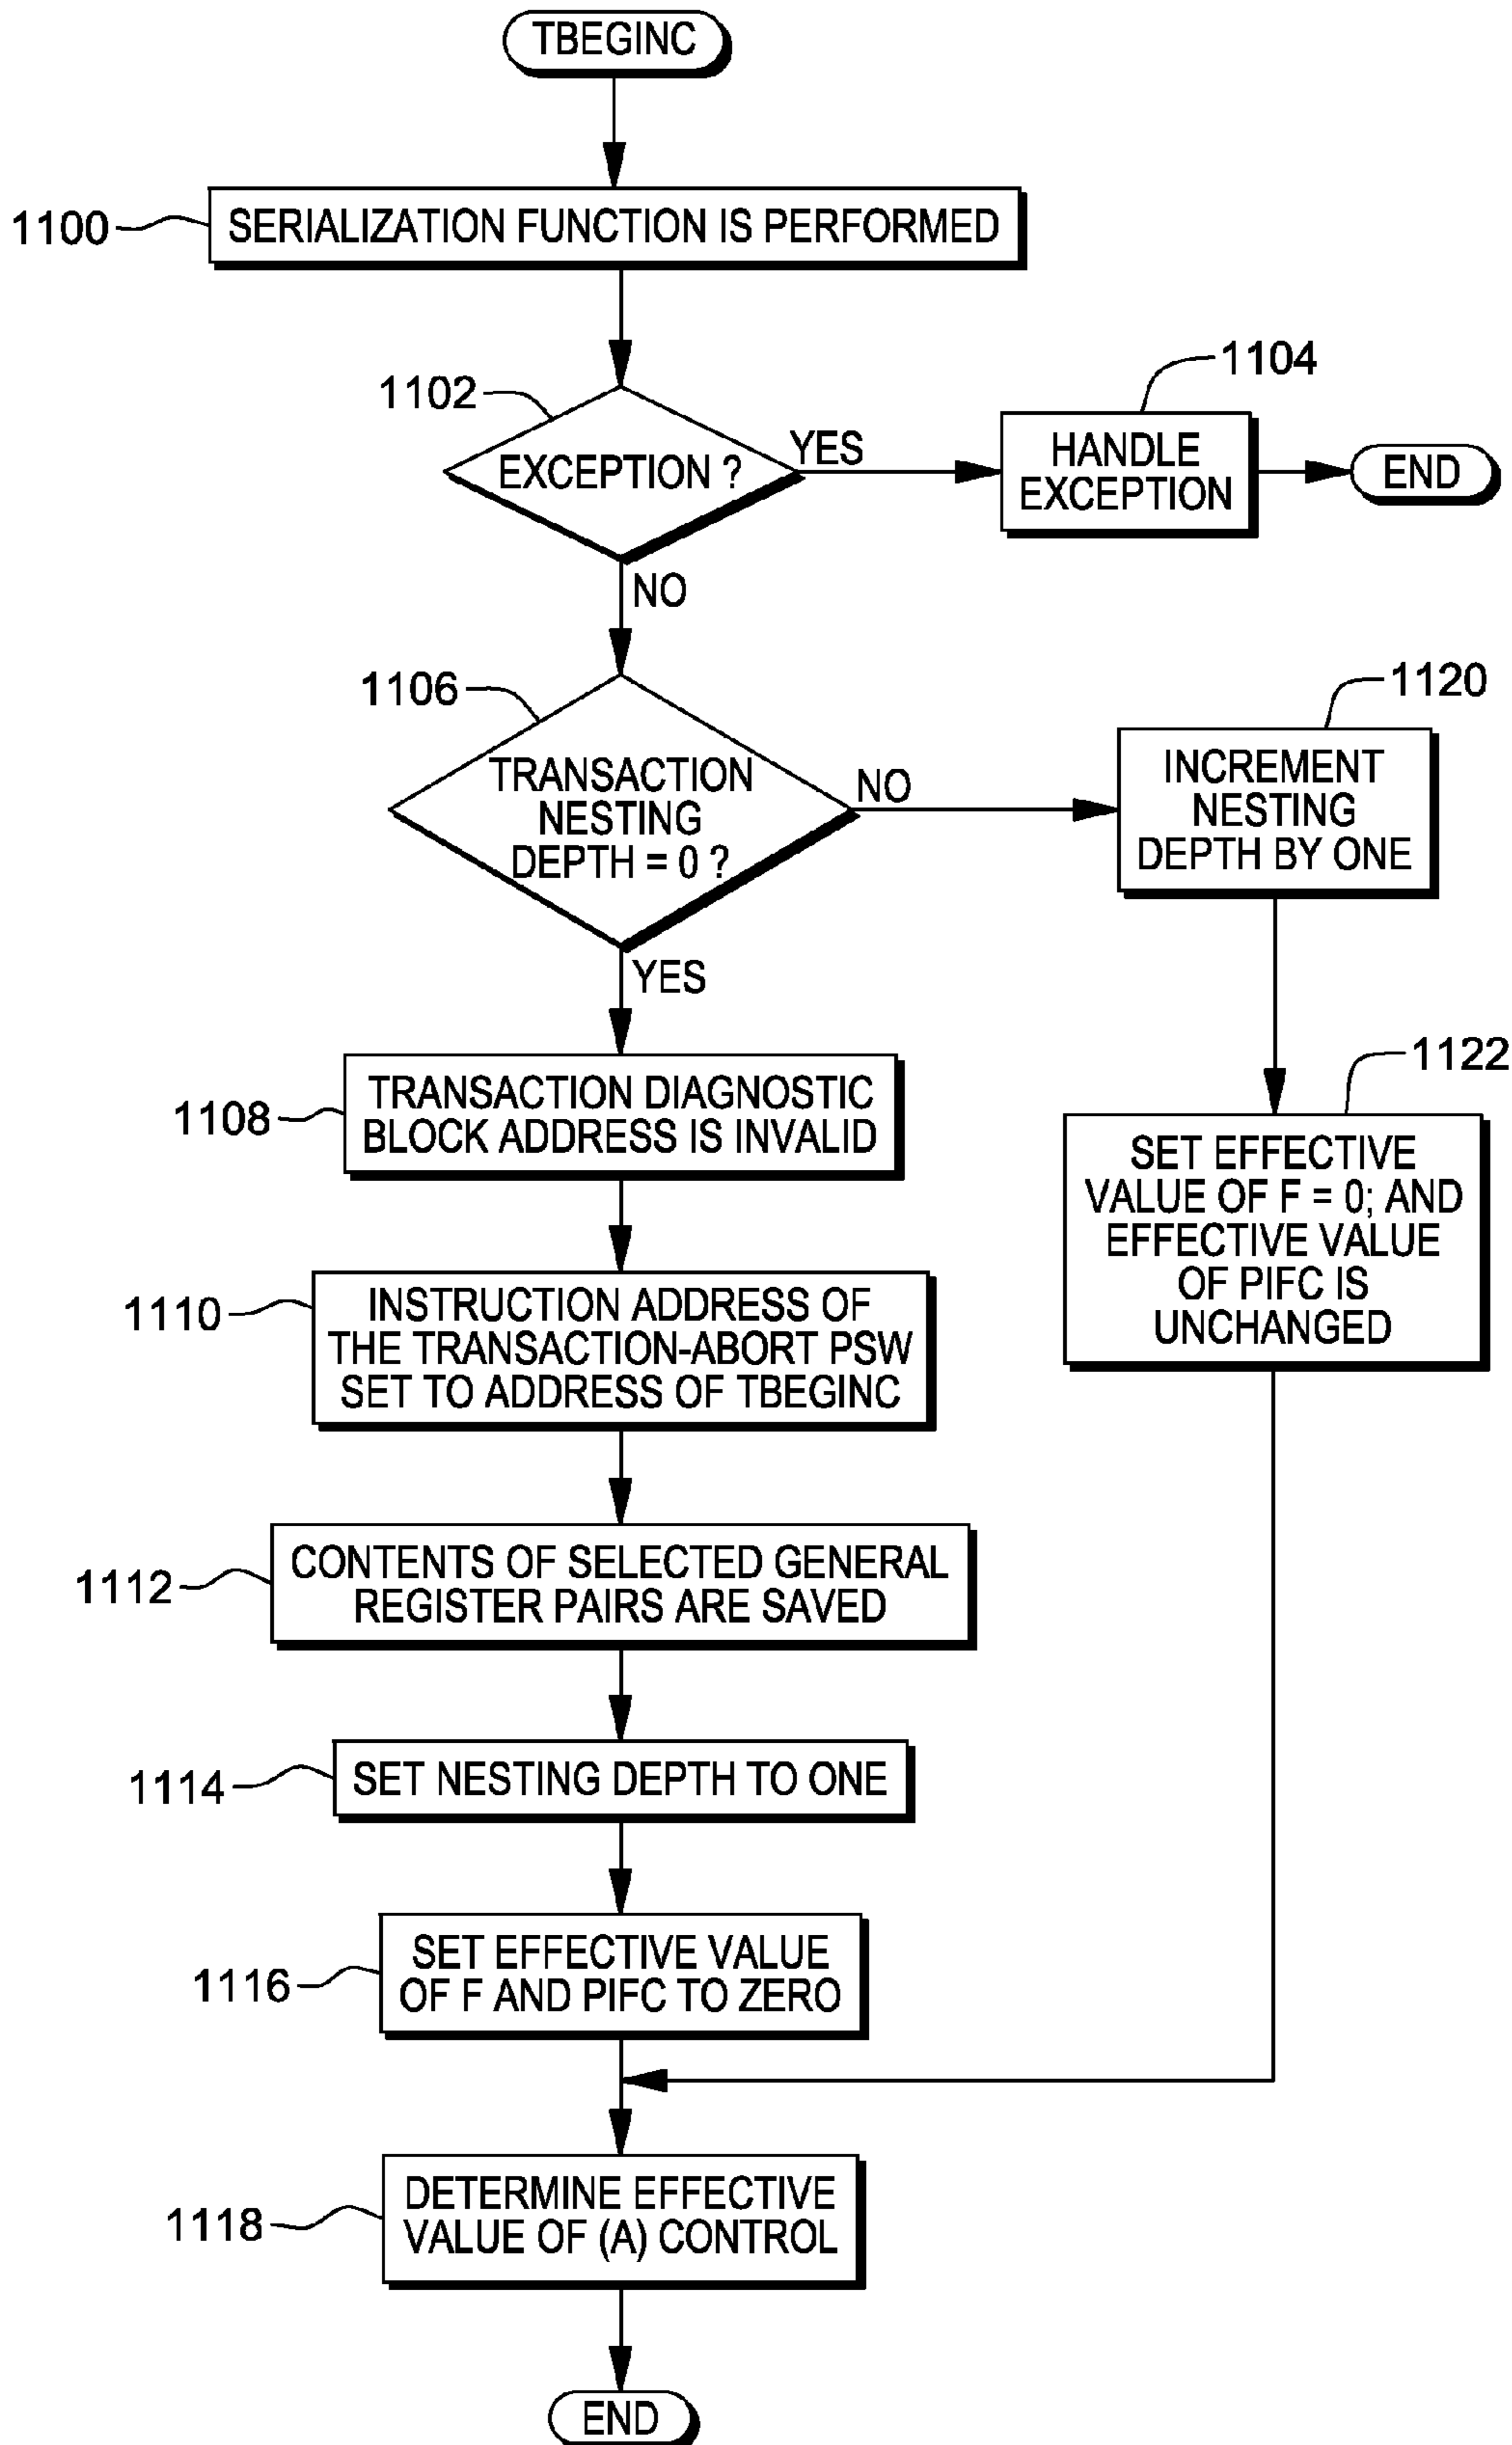 TBEGINC
1100
SERIALIZATION FUNCTION IS PERFORMED
1102
EXCEPTION ?
YES
1104
HANDLE
EXCEPTION
END
NO
1106
TRANSACTION
NESTING
DEPTH = 0 ?
NO
1120
INCREMENT
NESTING
DEPTH BY ONE
YES
1108
TRANSACTION DIAGNOSTIC
BLOCK ADDRESS IS INVALID
1122
SET EFFECTIVE
VALUE OF F = 0; AND
EFFECTIVE VALUE
OF PIFC IS
UNCHANGED
1110
INSTRUCTION ADDRESS OF
THE TRANSACTION-ABORT PSW
SET TO ADDRESS OF TBEGINC
1112
CONTENTS OF SELECTED GENERAL
REGISTER PAIRS ARE SAVED
1114
SET NESTING DEPTH TO ONE
1116
SET EFFECTIVE VALUE
OF F AND PIFC TO ZERO
1118
DETERMINE EFFECTIVE
VALUE OF (A) CONTROL
END